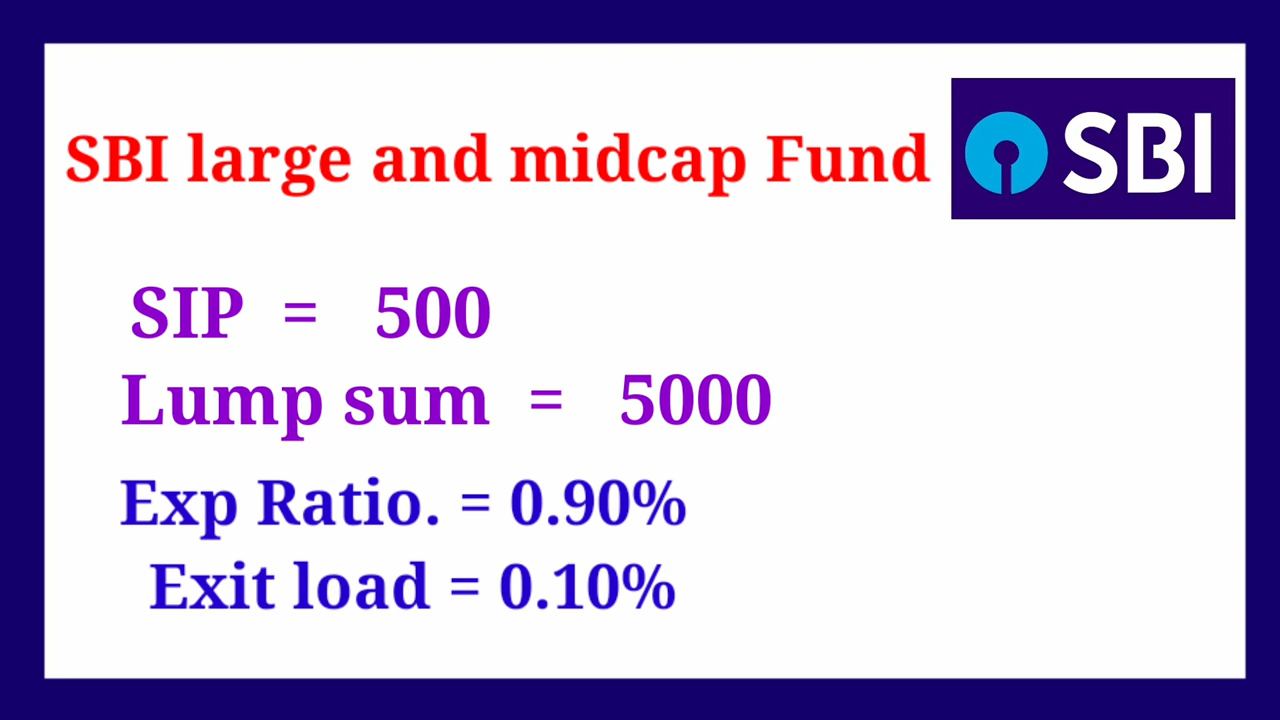 SBI large and midcap Fund
SBI
SIP = 500
Lump sum = 5000
Exp Ratio. = 0.90%
Exit load = 0.10%